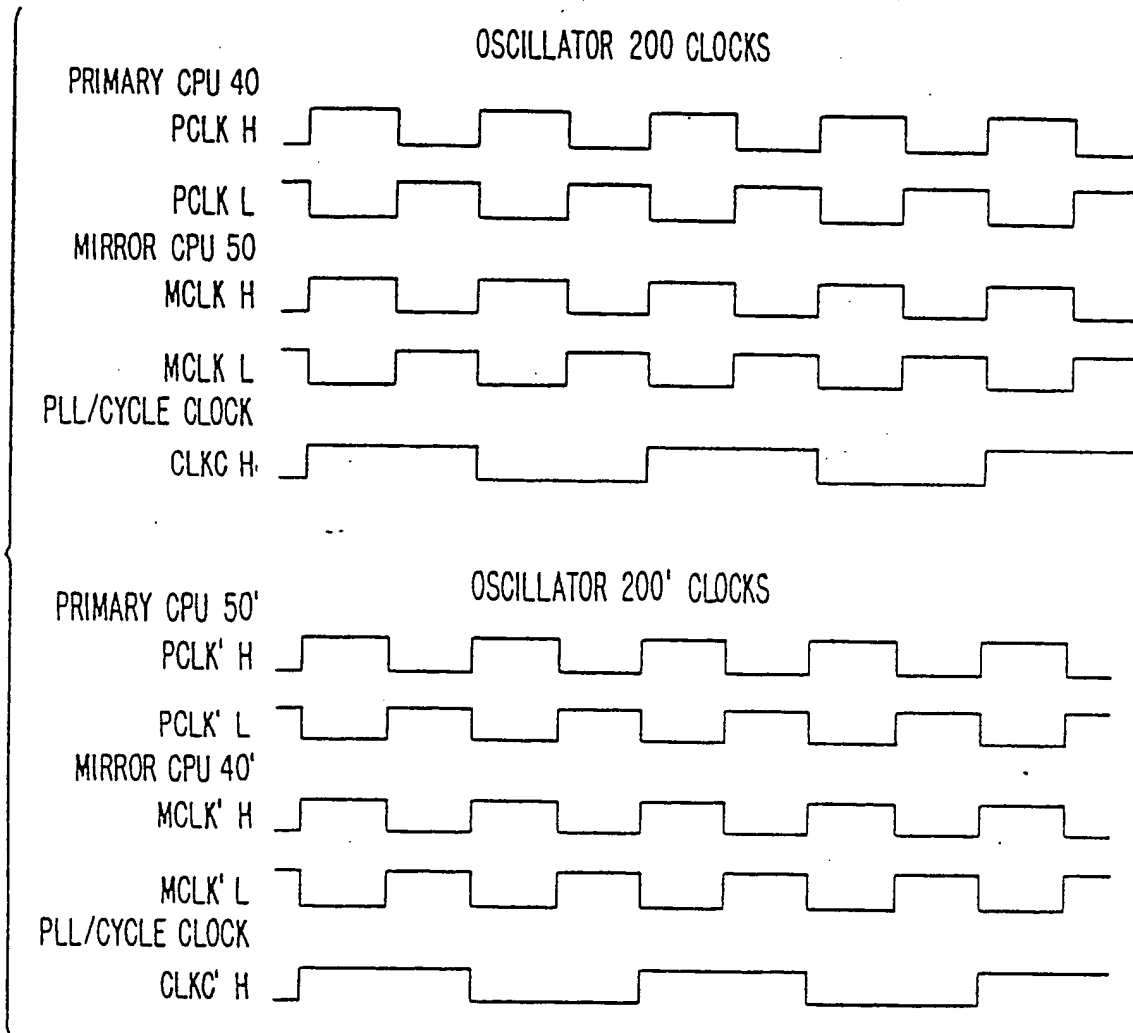 OSCILLATOR 200 CLOCKS
PRIMARY CPU 40
PCLK H
PCLK L
MIRROR CPU 50
MCLK H
MCLK L
PLL/CYCLE CLOCK
CLKC H
OSCILLATOR 200' CLOCKS
PRIMARY CPU 50'
PCLK' H
PCLK' L
MIRROR CPU 40'
MCLK' H
MCLK' L
PLL/CYCLE CLOCK
CLKC' H